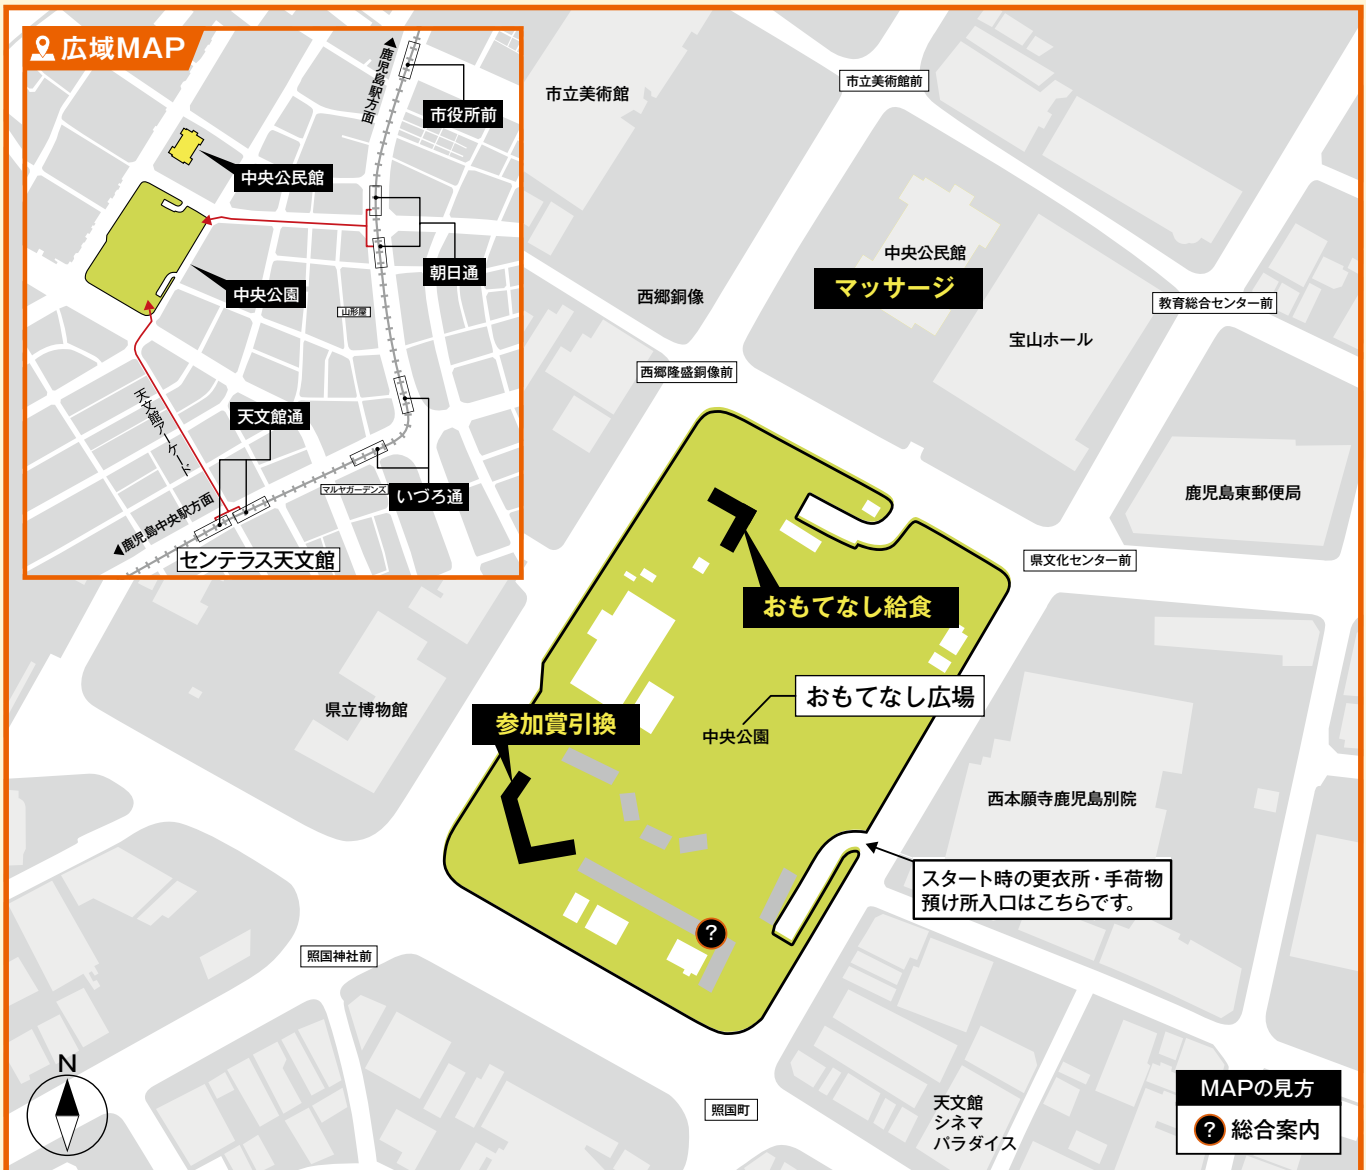 広域MAP
▲鹿児島駅方面
市役所前
中央公民館
朝日通
中央公園
山形屋
天文館通
天文館アーケード
マルヤガーデンズ
いづろ通
◀鹿児島中央駅方面
センテラス天文館
市立美術館
市立美術館前
中央公民館
マッサージ
西郷銅像
教育総合センター前
宝山ホール
西郷隆盛銅像前
鹿児島東郵便局
県文化センター前
おもてなし給食
おもてなし広場
県立博物館
参加賞引換
中央公園
西本願寺鹿児島別院
スタート時の更衣所・手荷物
預け所入口はこちらです。
?
照国神社前
N
照国町
天文館
シネマ
パラダイス
MAPの見方
? 総合案内